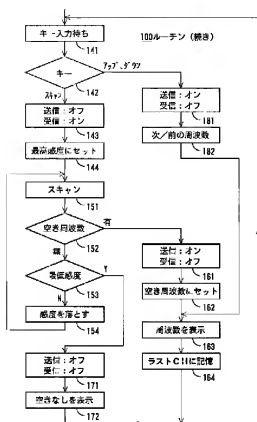 100ルーチン（続き）
キー入力待ち
141
キー
142
アップ、ダウン
スキャン
送信：オフ
受信：オン
143
最高感度にセット
144
送信：オン
受信：オフ
181
次／前の周波数
182
スキャン
151
空き周波数
152
有
無
最低感度
153
Y
N
感度を落とす
154
送信：オン
受信：オフ
161
空き周波数にセット
162
周波数を表示
163
ラストCHに記憶
164
送信：オフ
受信：オフ
171
空きなしを表示
172